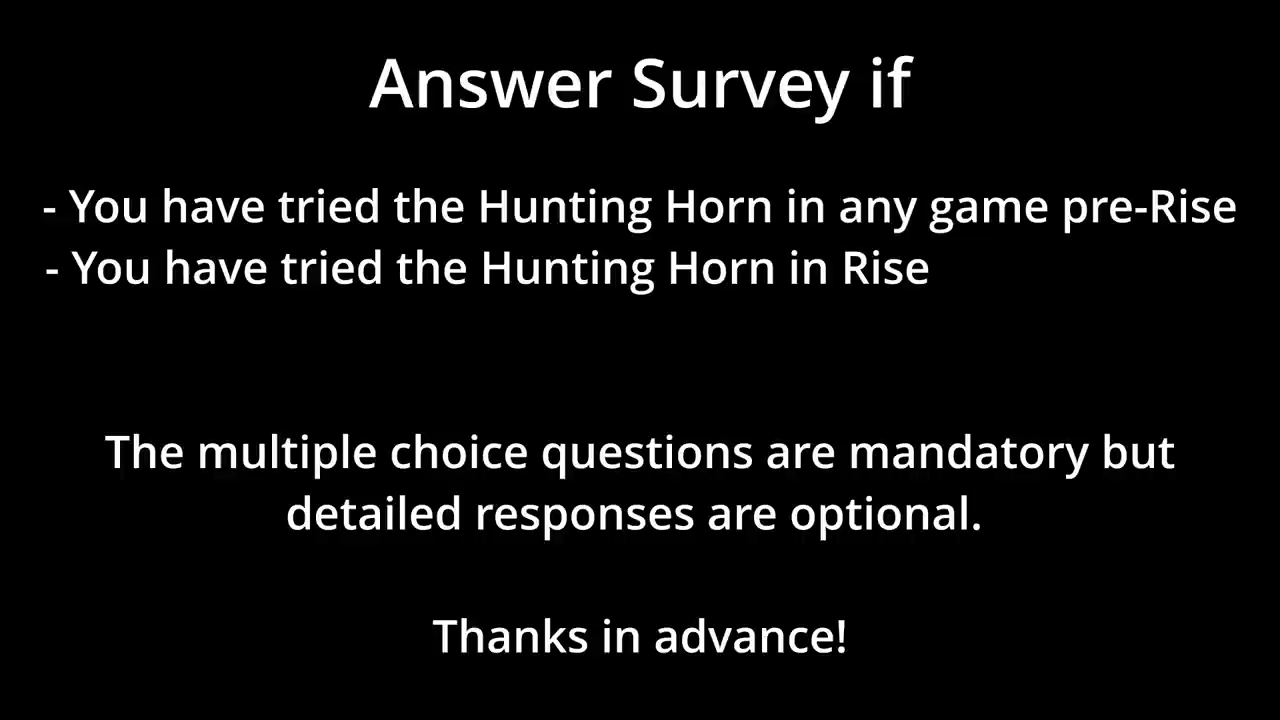 Answer Survey if
- You have tried the Hunting Horn in any game pre-Rise
- You have tried the Hunting Horn in Rise
The multiple choice questions are mandatory but
detailed responses are optional.
Thanks in advance!